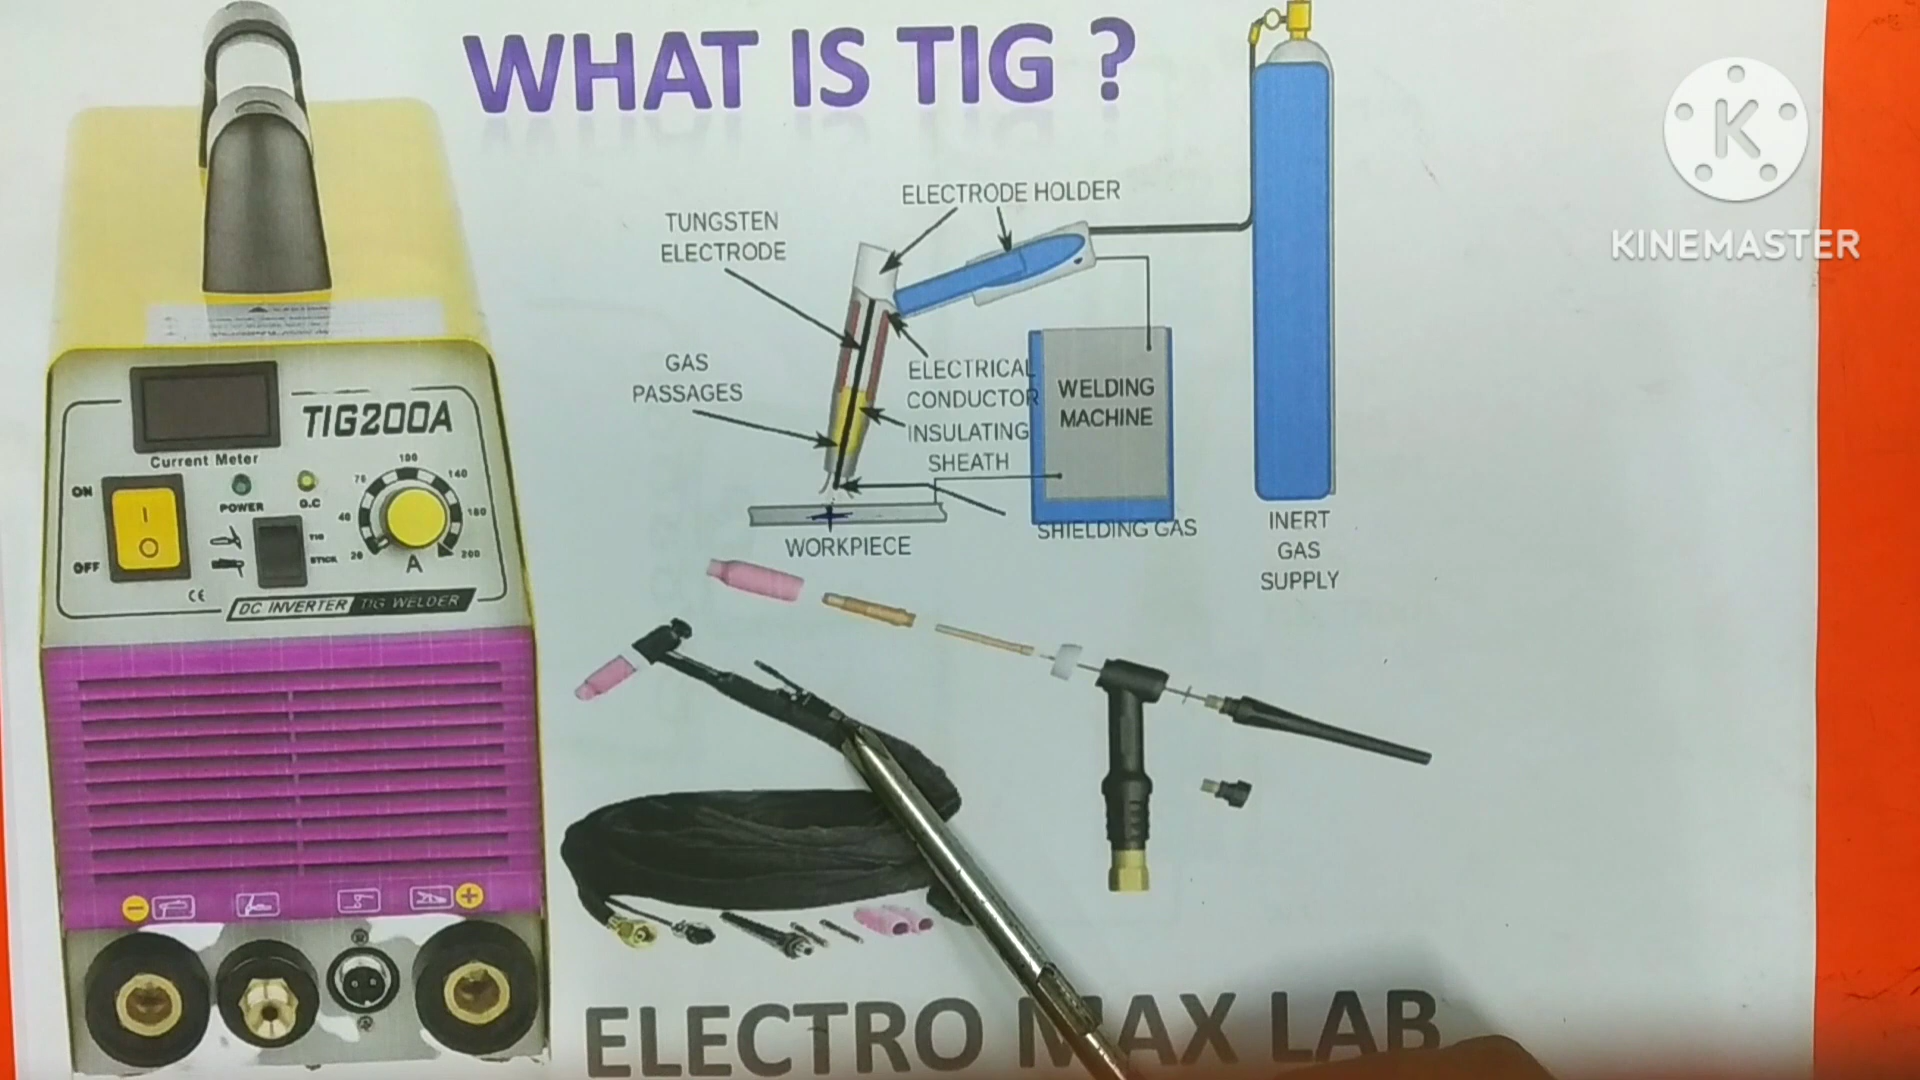 WHAT IS TIG ?
K
KINEMASTER
ELECTRODE HOLDER
TUNGSTEN
ELECTRODE
GAS
PASSAGES
ELECTRICAL
CONDUCTOR
INSULATING
SHEATH
WELDING
MACHINE
SHIELDING GAS
WORKPIECE
INERT
GAS
SUPPLY
TIG200A
Current Meter
ON
OFF
POWER
O.C
TIG
STICK
20
40
70
100
140
180
200
A
CE
DC INVERTER TIG WELDER
ELECTRO MAX LAB